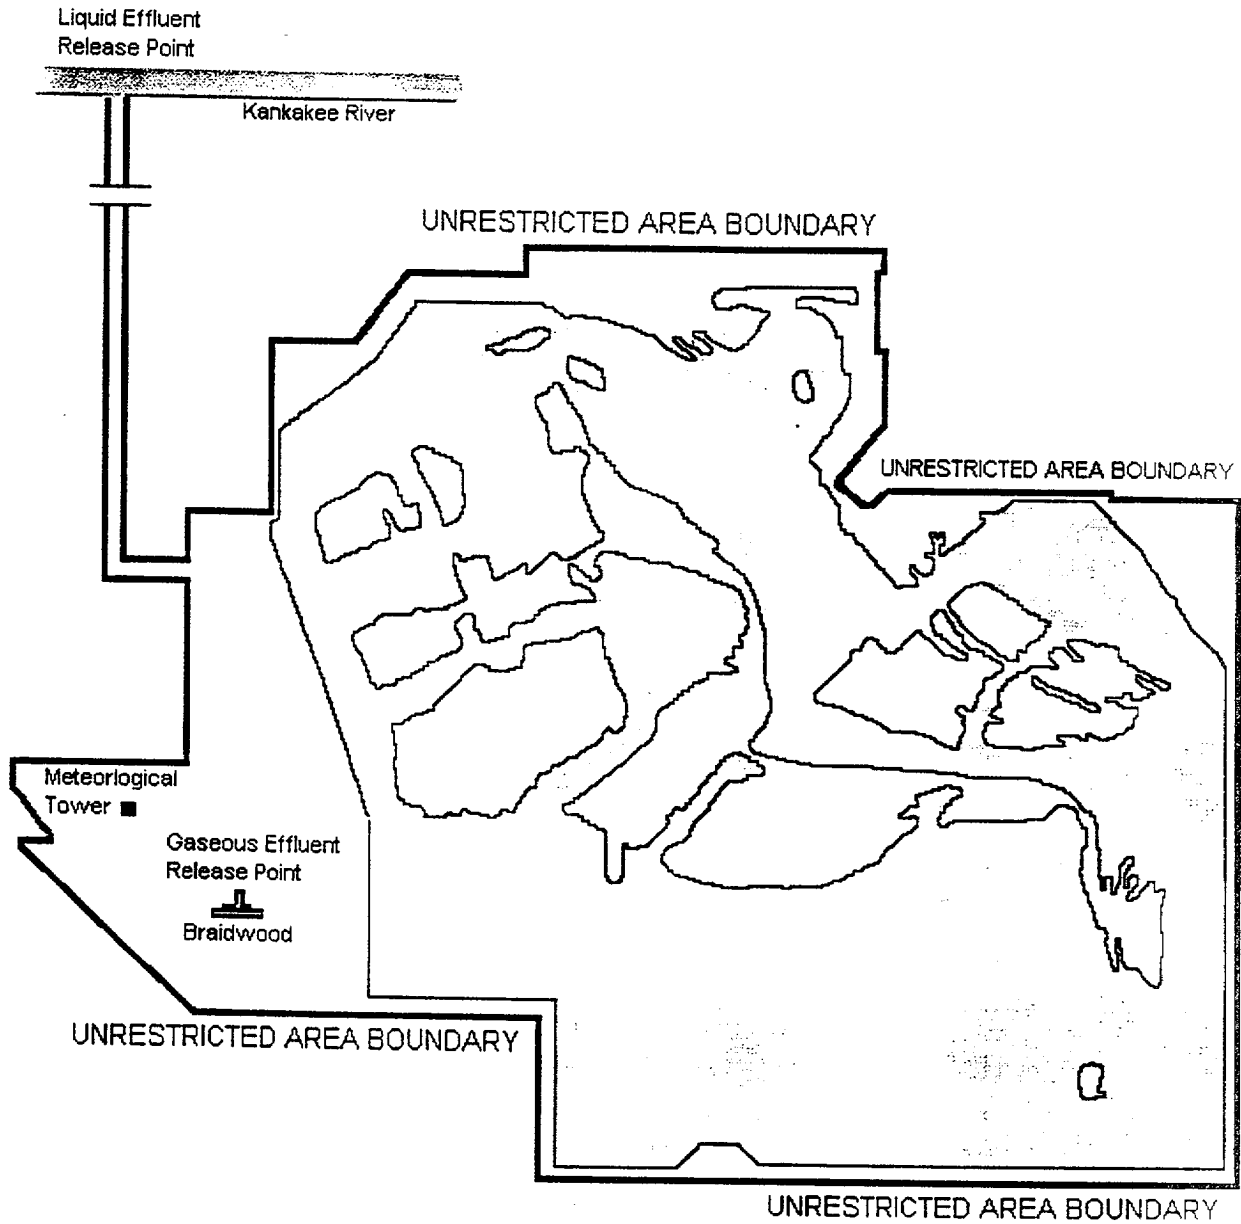 Liquid Effluent
Release Point
Kankakee River
UNRESTRICTED AREA BOUNDARY
UNRESTRICTED AREA BOUNDARY
Meteorlogical
Tower
Gaseous Effluent
Release Point
Braidwood
UNRESTRICTED AREA BOUNDARY
UNRESTRICTED AREA BOUNDARY